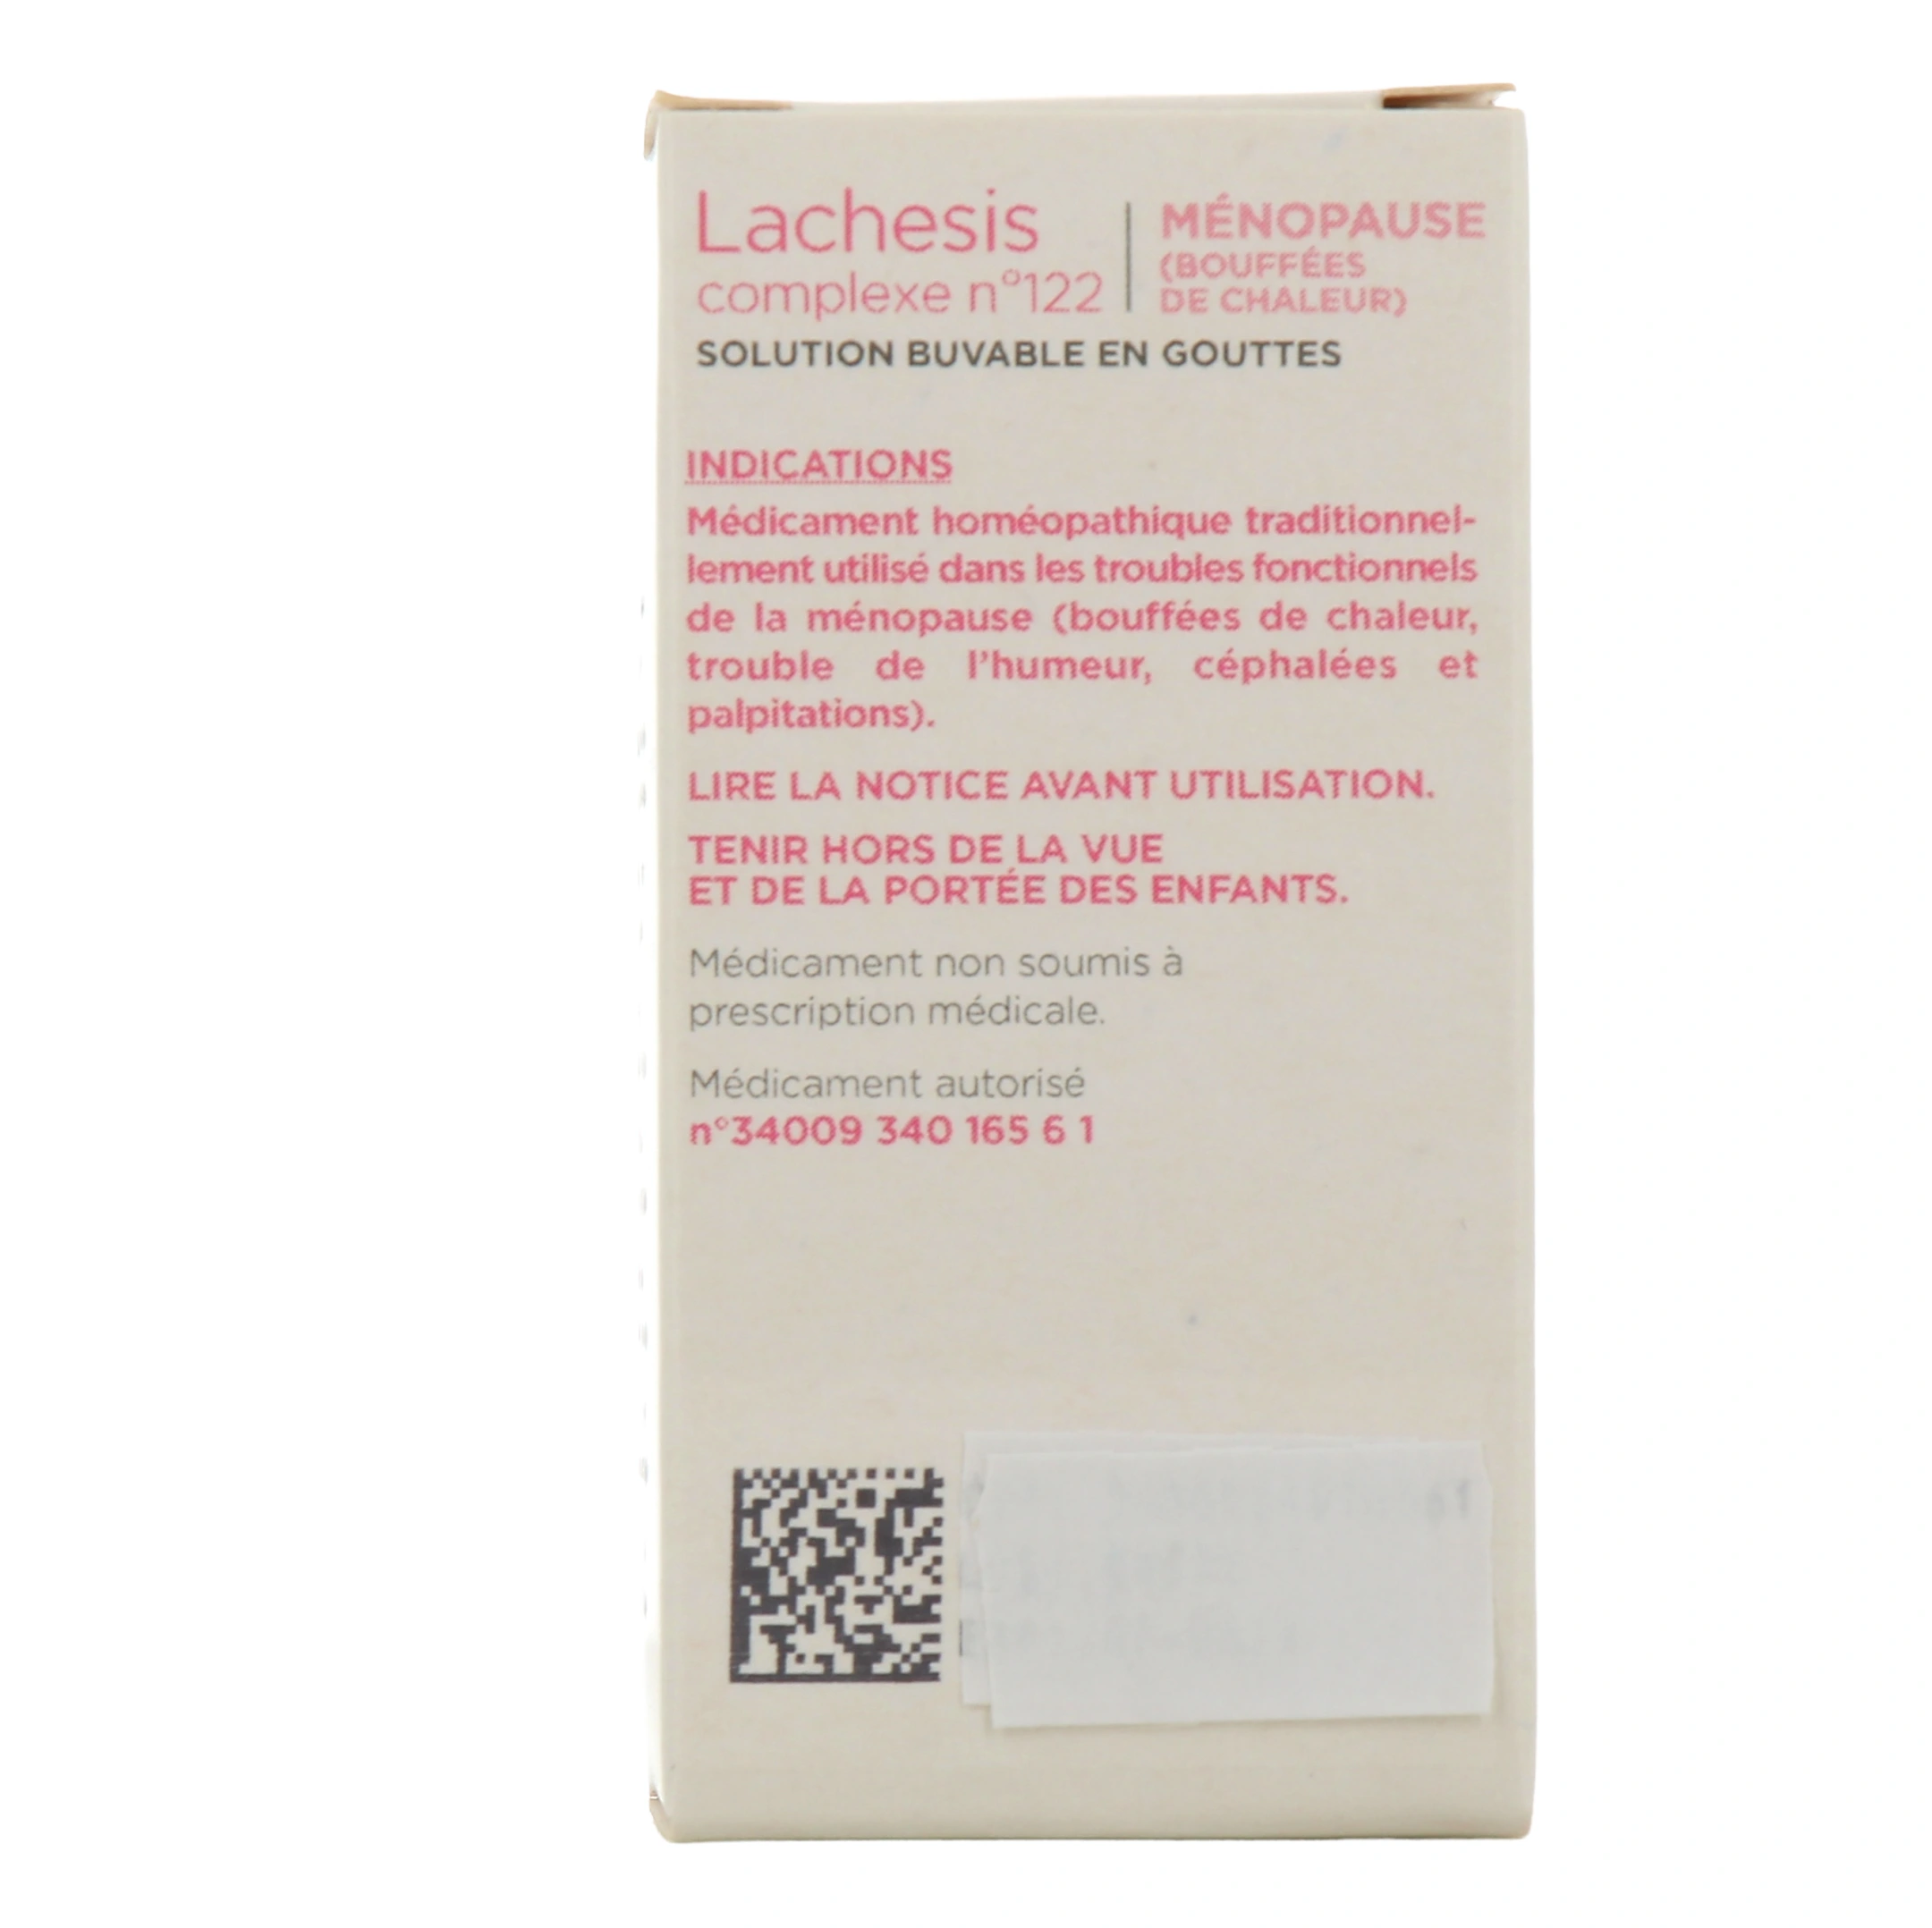 Lachesis
complexe n°122
MÉNOPAUSE
(BOUFFÉES
DE CHALEUR)
SOLUTION BUVABLE EN GOUTTES
INDICATIONS
Médicament homéopathique traditionnel-
lement utilisé dans les troubles fonctionnels
de la ménopause (bouffées de chaleur,
trouble de l'humeur, céphalées et
palpitations).
LIRE LA NOTICE AVANT UTILISATION.
TENIR HORS DE LA VUE
ET DE LA PORTÉE DES ENFANTS.
Médicament non soumis à
prescription médicale.
Médicament autorisé
n°34009 340 165 6 1